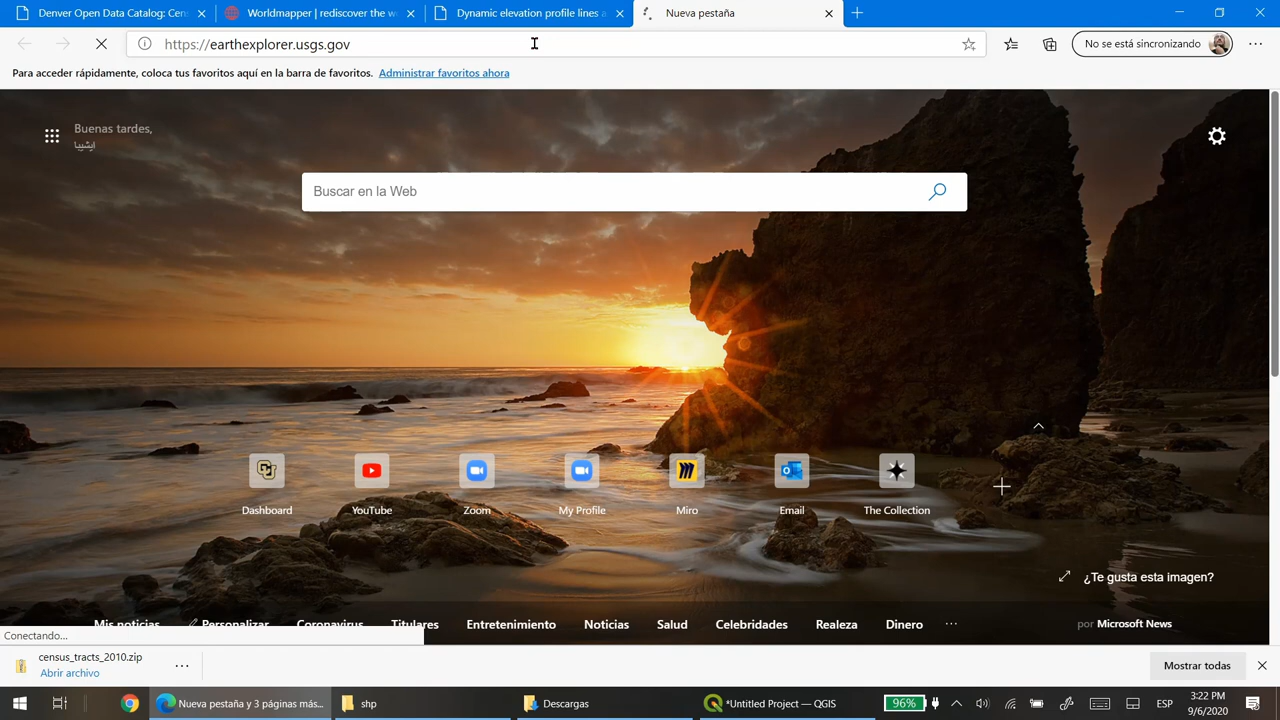 Denver Open Data Catalog: Cen
Worldmapper | rediscover the w
Dynamic elevation profile lines a
Nueva pestaña
https://earthexplorer.usgs.gov
No se está sincronizando
Para acceder rápidamente, coloca tus favoritos aquí en la barra de favoritos. Administrar favoritos ahora
Buenas tardes,
Buscar en la Web
Dashboard
YouTube
Zoom
My Profile
Miro
Email
The Collection
¿Te gusta esta imagen?
Mis noticias
Personalizar
Coronavirus
Titulares
Entretenimiento
Noticias
Salud
Celebridades
Realeza
Dinero
por Microsoft News
Conectando...
census_tracts_2010.zip
Abrir archivo
Mostrar todas
Nueva pestaña y 3 páginas más...
shp
Descargas
*Untitled Project — QGIS
96%
ESP
3:22 PM
9/6/2020